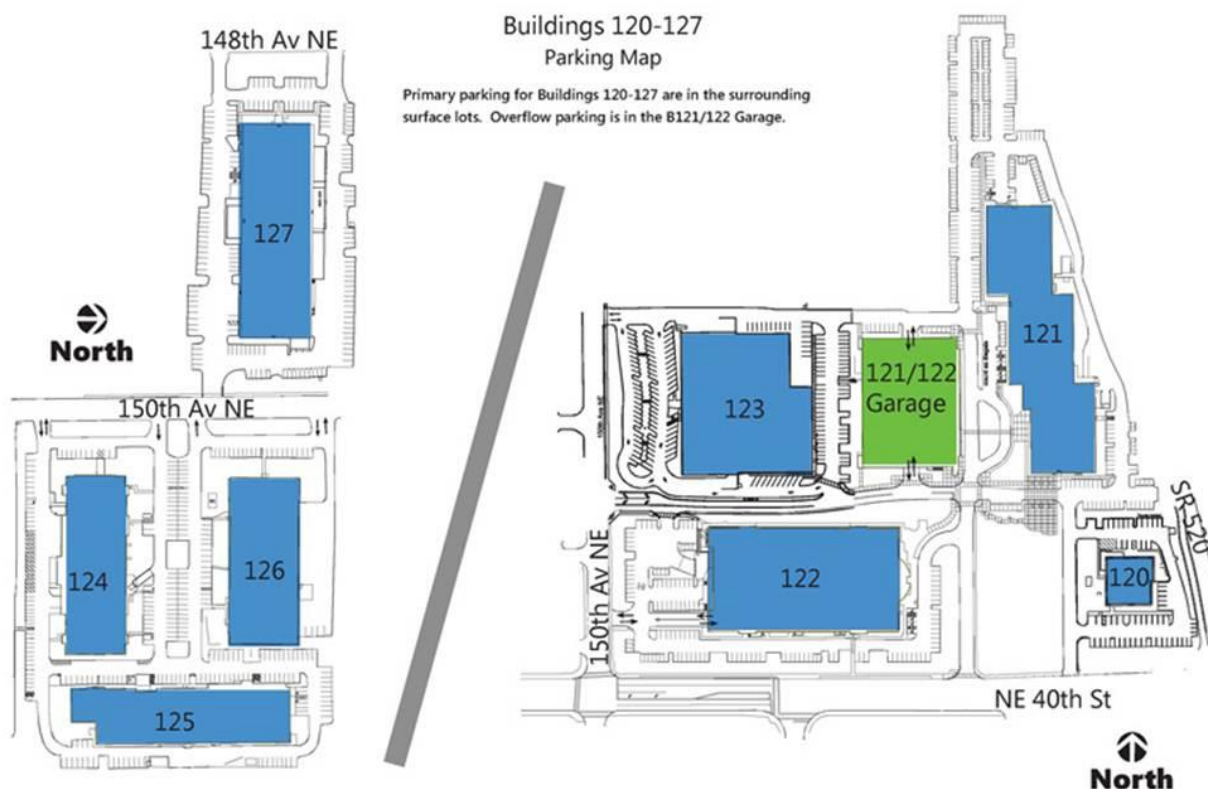 Buildings 120-127
Parking Map
Primary parking for Buildings 120-127 are in the surrounding
surface lots. Overflow parking is in the B121/122 Garage.
148th Av NE
127
North
150th Av NE
124
126
125
121
121/122
Garage
123
122
150th Av NE
120
SR 520
NE 40th St
North